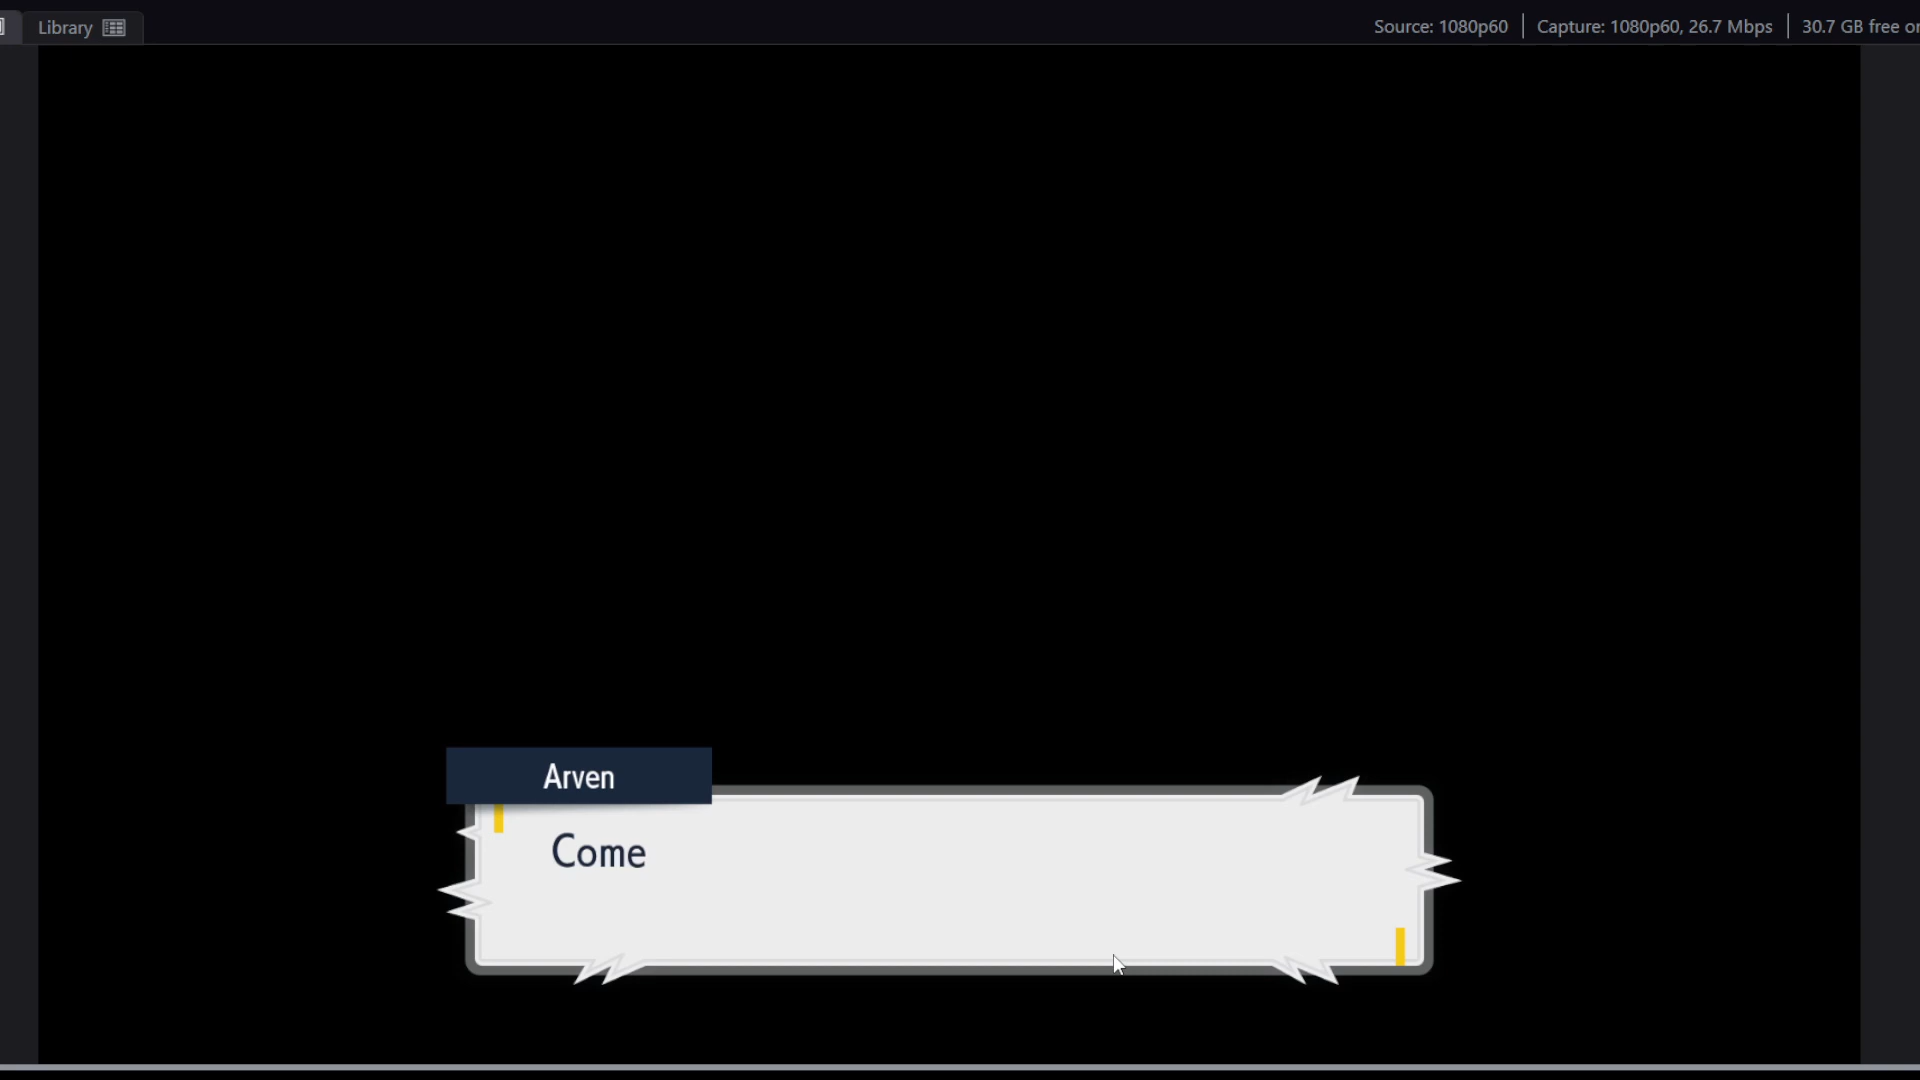 Library
Source: 1080p60
Capture: 1080p60, 26.7 Mbps
30.7 GB free
Arven
Come